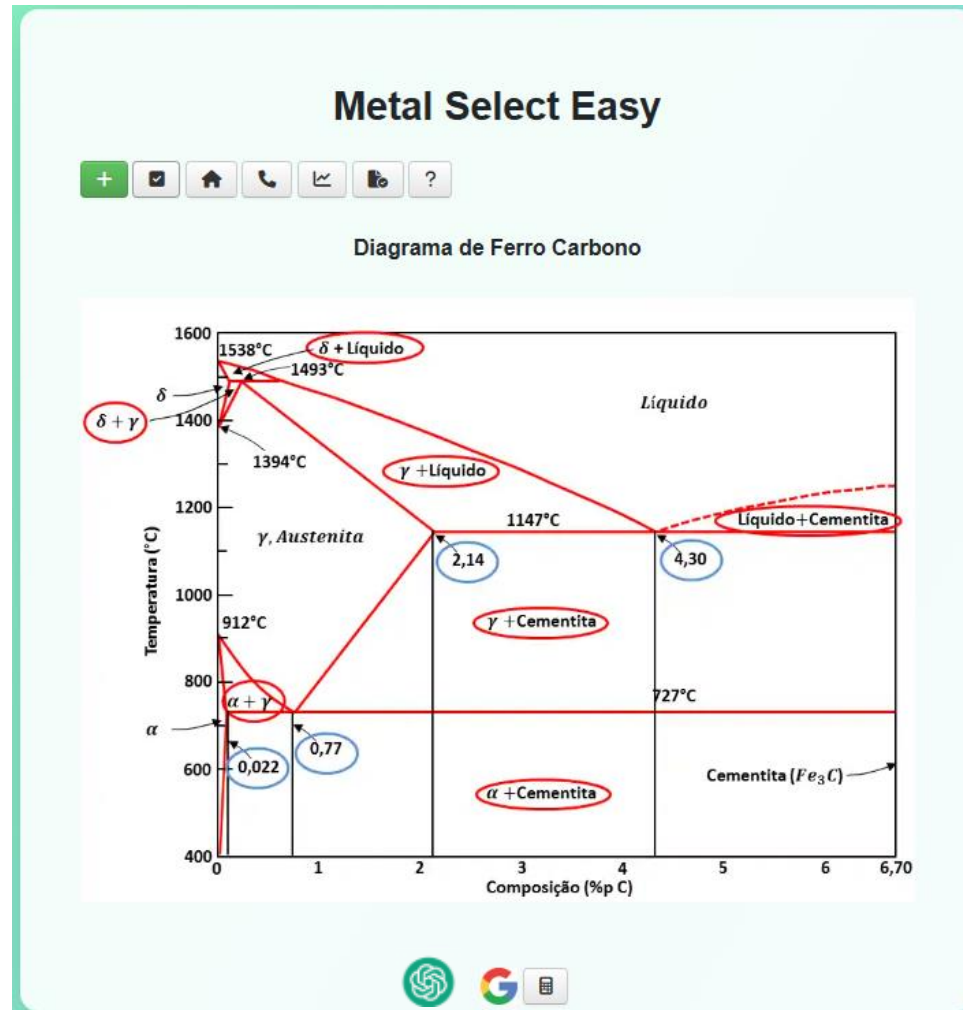 Metal Select Easy
+
?
Diagrama de Ferro Carbono
1600
1538°C
δ + Líquido
1493°C
δ
Líquido
δ + γ
1400
1394°C
γ +Líquido
1200
1147°C
Líquido+Cementita
γ, Austenita
2,14
4,30
Temperatura (°C)
1000
912°C
γ +Cementita
800
α + γ
727°C
α
0,77
0,022
600
Cementita (Fe₃C)
α +Cementita
400
0 1 2 3 4 5 6 6,70
Composição (%p C)
G